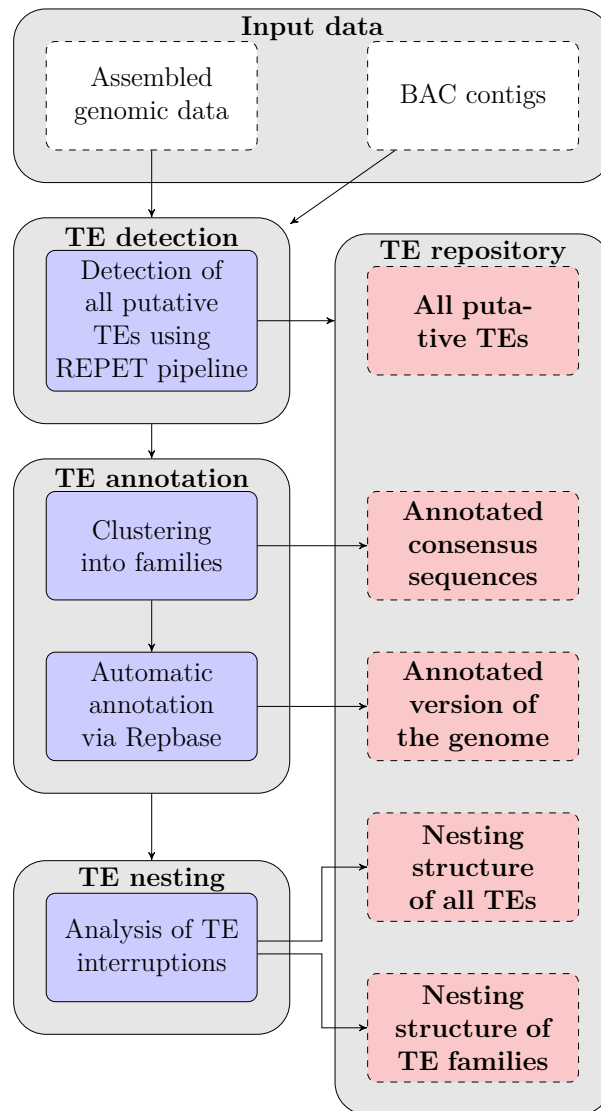 Input data
Assembled
genomic data
BAC contigs
TE detection
Detection of
all putative
TEs using
REPET pipeline
TE repository
All puta-
tive TEs
TE annotation
Clustering
into families
Annotated
consensus
sequences
Automatic
annotation
via Repbase
Annotated
version of
the genome
TE nesting
Analysis of TE
interruptions
Nesting
structure
of all TEs
Nesting
structure of
TE families